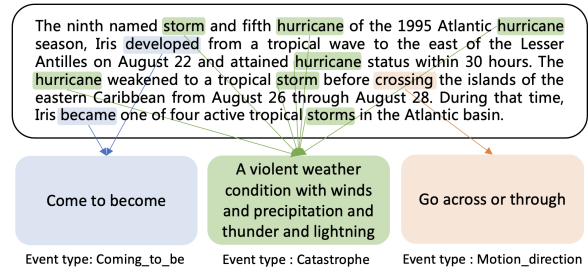 The ninth named storm and fifth hurricane of the 1995 Atlantic hurricane
season, Iris developed from a tropical wave to the east of the Lesser
Antilles on August 22 and attained hurricane status within 30 hours. The
hurricane weakened to a tropical storm before crossing the islands of the
eastern Caribbean from August 26 through August 28. During that time,
Iris became one of four active tropical storms in the Atlantic basin.
Come to become
A violent weather
condition with winds
and precipitation and
thunder and lightning
Go across or through
Event type: Coming_to_be
Event type : Catastrophe
Event type : Motion_direction